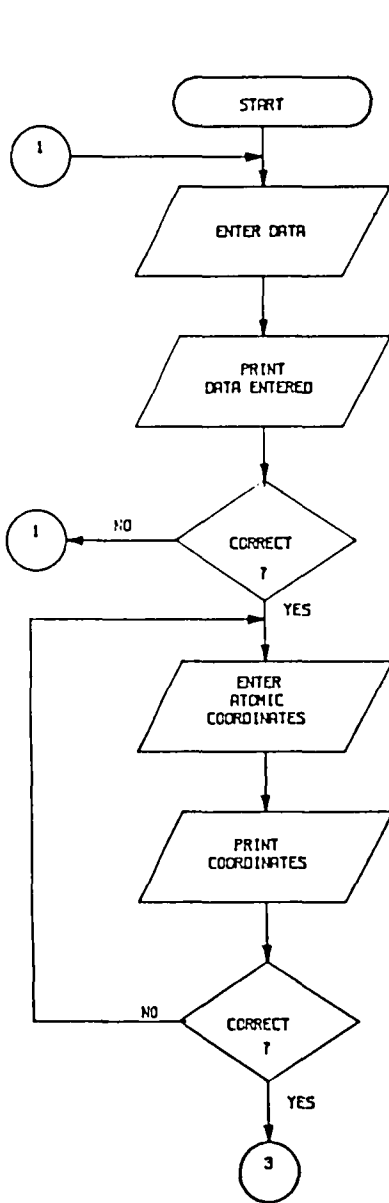 START
1
ENTER DATA
PRINT
DATA ENTERED
1
NO
CORRECT
?
YES
ENTER
ATOMIC
COORDINATES
PRINT
COORDINATES
NO
CORRECT
?
YES
3